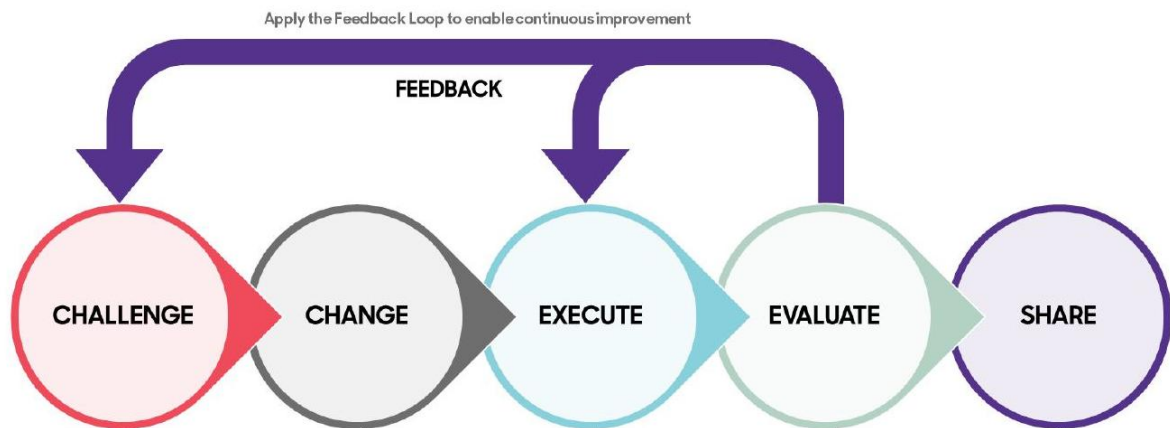 Apply the Feedback Loop to enable continuous improvement
FEEDBACK
CHALLENGE
CHANGE
EXECUTE
EVALUATE
SHARE